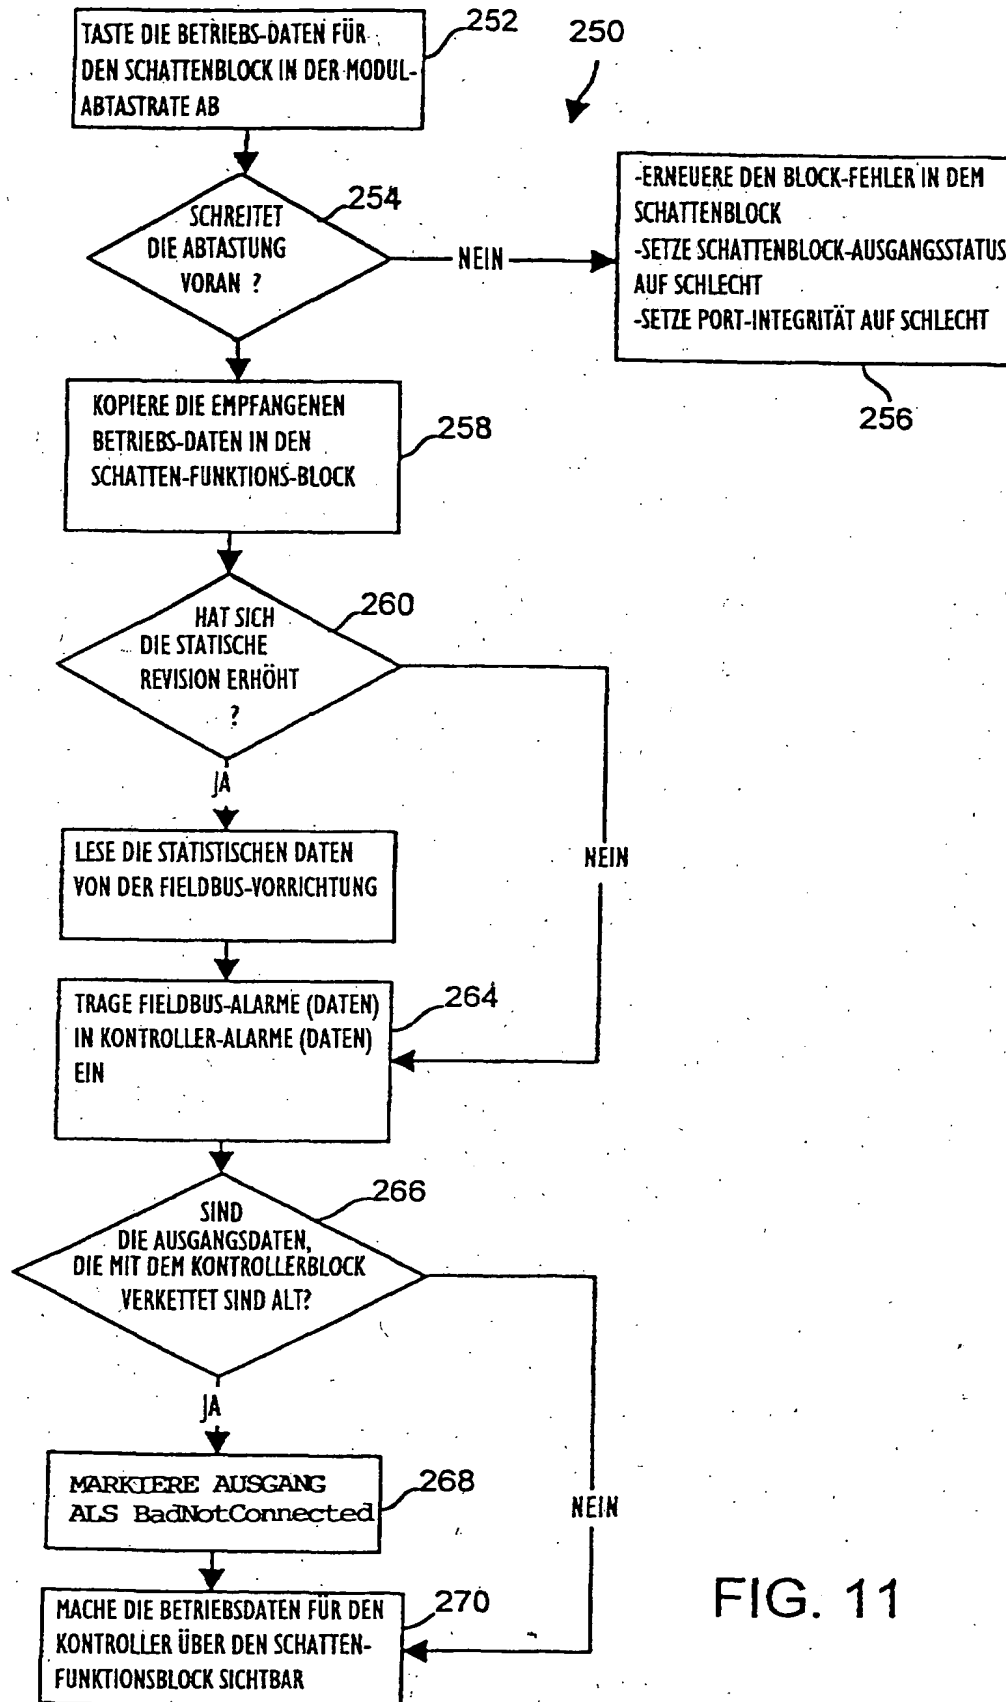 TASTE DIE BETRIEBS-DATEN FÜR
DEN SCHATTENBLOCK IN DER MODUL-
ABTASTRATE AB
252
250
SCHREITET
DIE ABTASTUNG
VORAN ?
254
NEIN
-ERNEUERE DEN BLOCK-FEHLER IN DEM
SCHATTENBLOCK
-SETZE SCHATTENBLOCK-AUSGANGSSTATUS
AUF SCHLECHT
-SETZE PORT-INTEGRITÄT AUF SCHLECHT
256
KOPIERE DIE EMPFANGENEN
BETRIEBS-DATEN IN DEN
SCHATTEN-FUNKTIONS-BLOCK
258
HAT SICH
DIE STATISCHE
REVISION ERHÖHT
?
260
JA
NEIN
LESE DIE STATISTISCHEN DATEN
VON DER FIELDBUS-VORRICHTUNG
TRAGE FIELDBUS-ALARME (DATEN)
IN KONTROLLER-ALARME (DATEN)
EIN
264
SIND
DIE AUSGANGSDATEN,
DIE MIT DEM KONTROLLERBLOCK
VERKETTET SIND ALT?
266
JA
NEIN
MARKIERE AUSGANG
ALS BadNotConnected
268
MACHE DIE BETRIEBSDATEN FÜR DEN
KONTROLLER ÜBER DEN SCHATTEN-
FUNKTIONSBLOCK SICHTBAR
270
FIG. 11